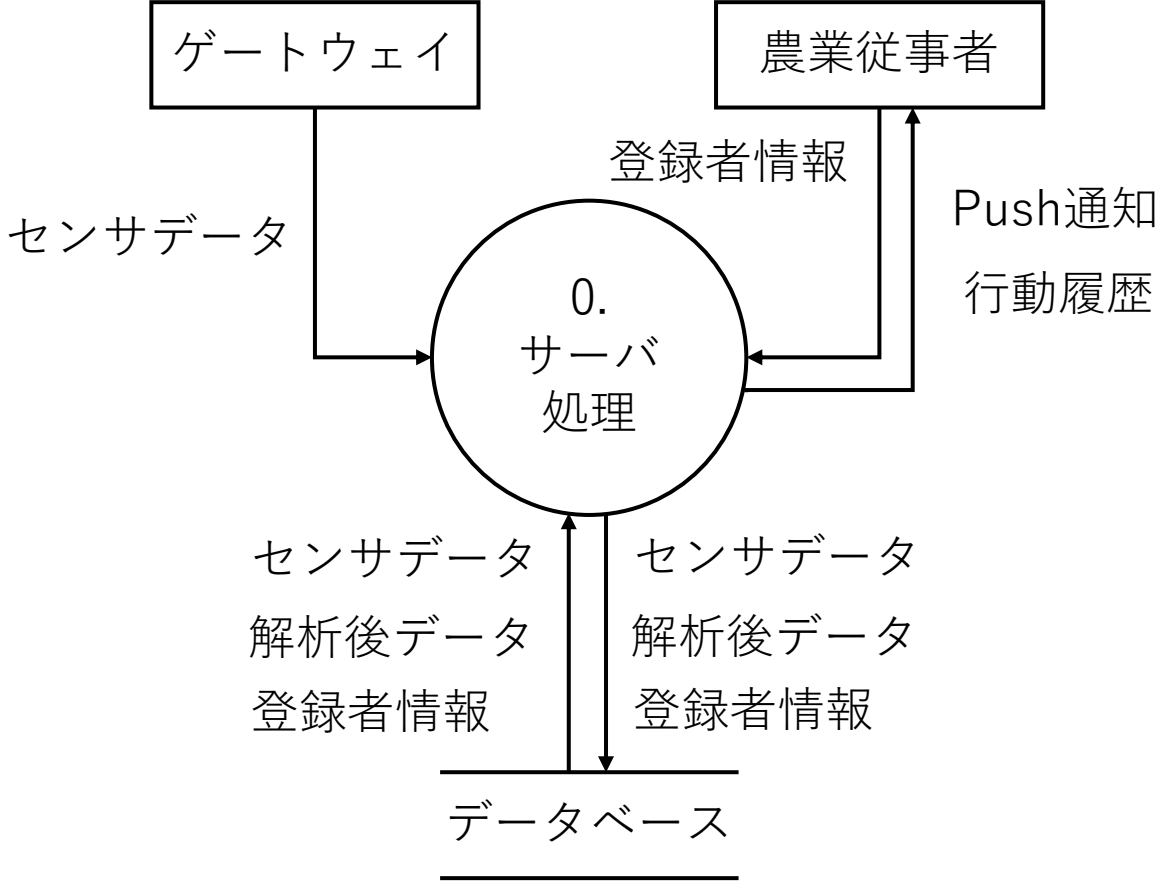 ゲートウェイ
農業従事者
登録者情報
センサデータ
Push通知
行動履歴
0.
サーバ
処理
センサデータ
解析後データ
登録者情報
センサデータ
解析後データ
登録者情報
データベース